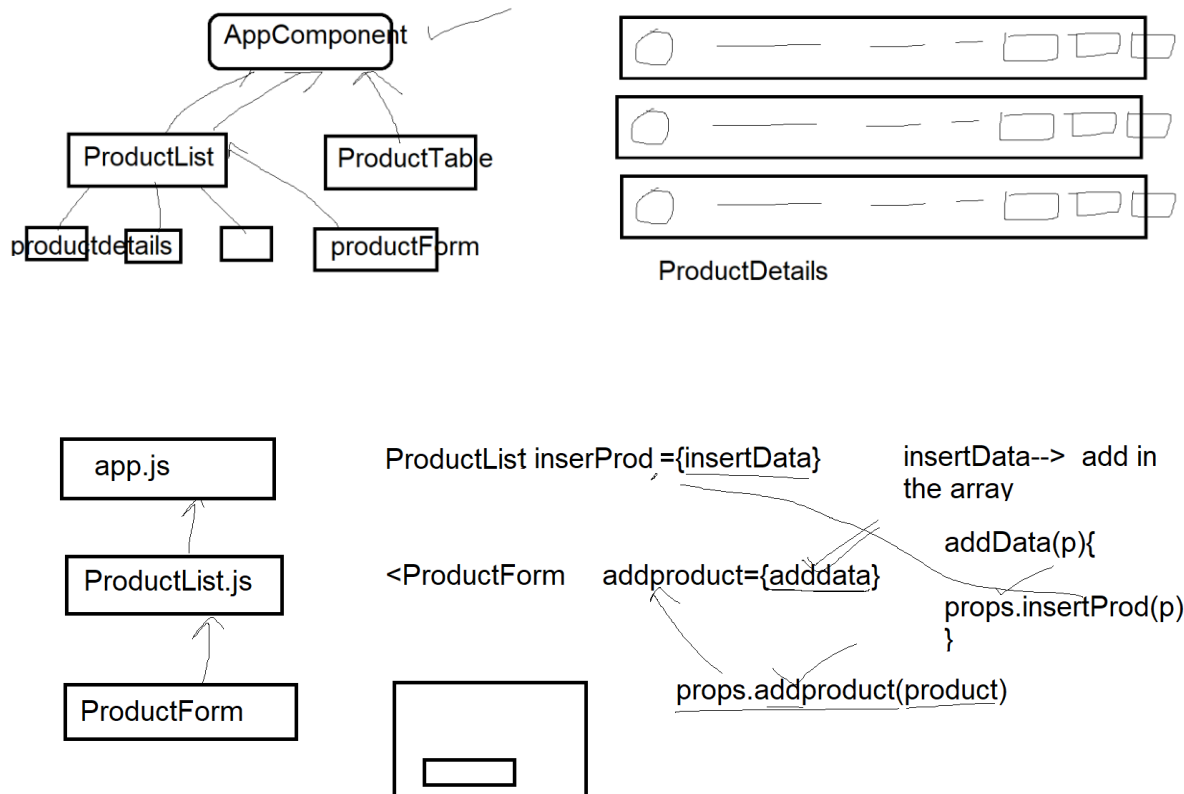 AppComponent
ProductList
ProductTable
productdetails
productForm
ProductDetails
app.js
ProductList inserProd ={insertData}
insertData--> add in
the array
addData(p){
ProductList.js
<ProductForm addproduct={adddata}
props.insertProd(p)
}
ProductForm
props.addproduct(product)